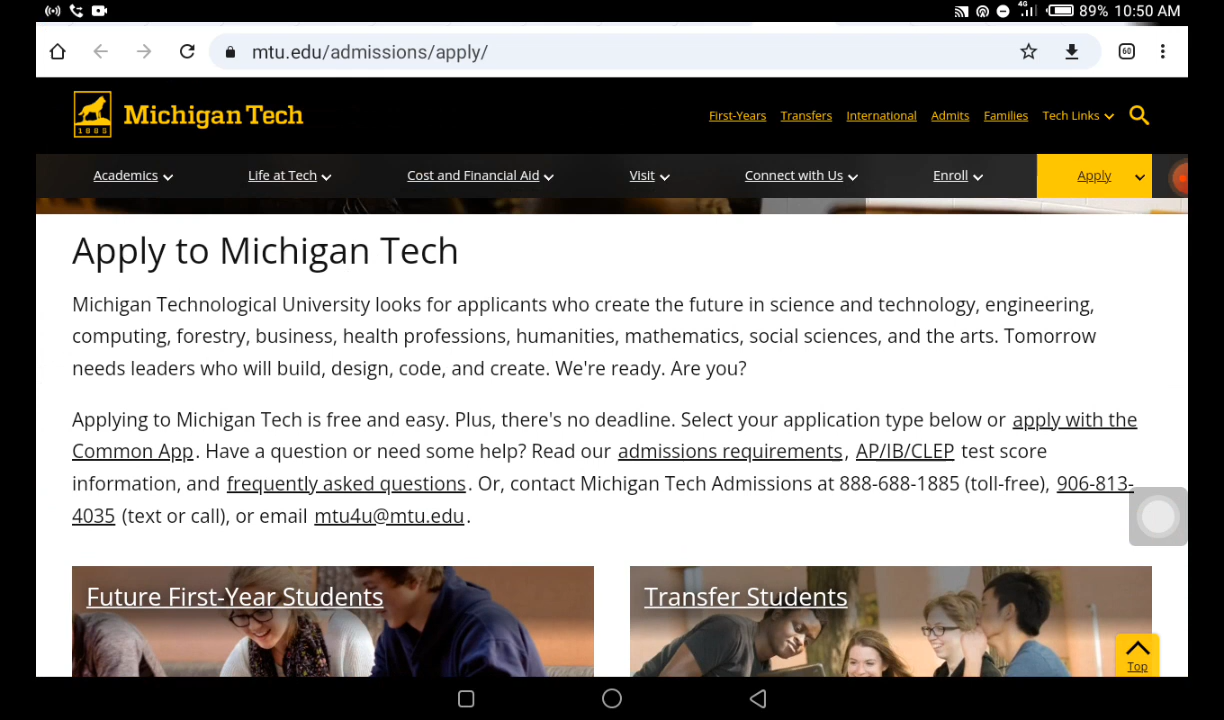 4G 89% 10:50 AM
mtu.edu/admissions/apply/
60
1885 Michigan Tech
First-Years Transfers International Admits Families Tech Links
Academics Life at Tech Cost and Financial Aid Visit Connect with Us Enroll Apply
Apply to Michigan Tech
Michigan Technological University looks for applicants who create the future in science and technology, engineering,
computing, forestry, business, health professions, humanities, mathematics, social sciences, and the arts. Tomorrow
needs leaders who will build, design, code, and create. We're ready. Are you?
Applying to Michigan Tech is free and easy. Plus, there's no deadline. Select your application type below or apply with the
Common App. Have a question or need some help? Read our admissions requirements, AP/IB/CLEP test score
information, and frequently asked questions. Or, contact Michigan Tech Admissions at 888-688-1885 (toll-free), 906-813-
4035 (text or call), or email mtu4u@mtu.edu.
Future First-Year Students
Transfer Students
Top